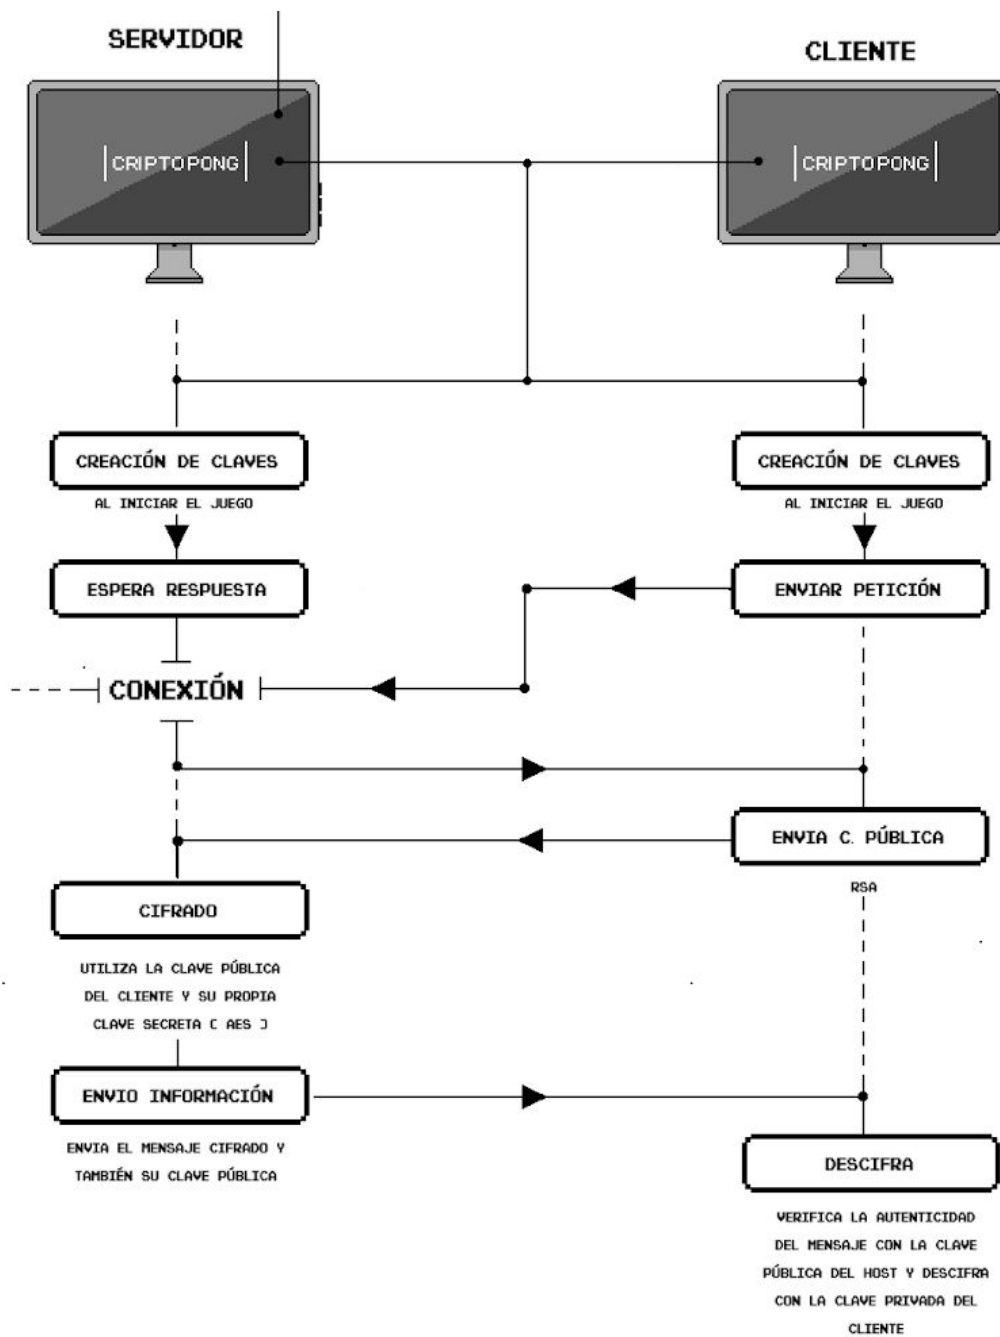 SERVIDOR
CLIENTE
CRIPTOPONG
CRIPTOPONG
CREACIÓN DE CLAVES
AL INICIAR EL JUEGO
CREACIÓN DE CLAVES
AL INICIAR EL JUEGO
ESPERA RESPUESTA
ENVIAR PETICIÓN
CONEXIÓN
ENVIA C. PÚBLICA
RSA
CIFRADO
UTILIZA LA CLAVE PÚBLICA
DEL CLIENTE Y SU PROPIA
CLAVE SECRETA [ AES ]
ENVIO INFORMACIÓN
ENVIA EL MENSAJE CIFRADO Y
TAMBIÉN SU CLAVE PÚBLICA
DESCIFRA
VERIFICA LA AUTENTICIDAD
DEL MENSAJE CON LA CLAVE
PÚBLICA DEL HOST Y DESCIFRA
CON LA CLAVE PRIVADA DEL
CLIENTE